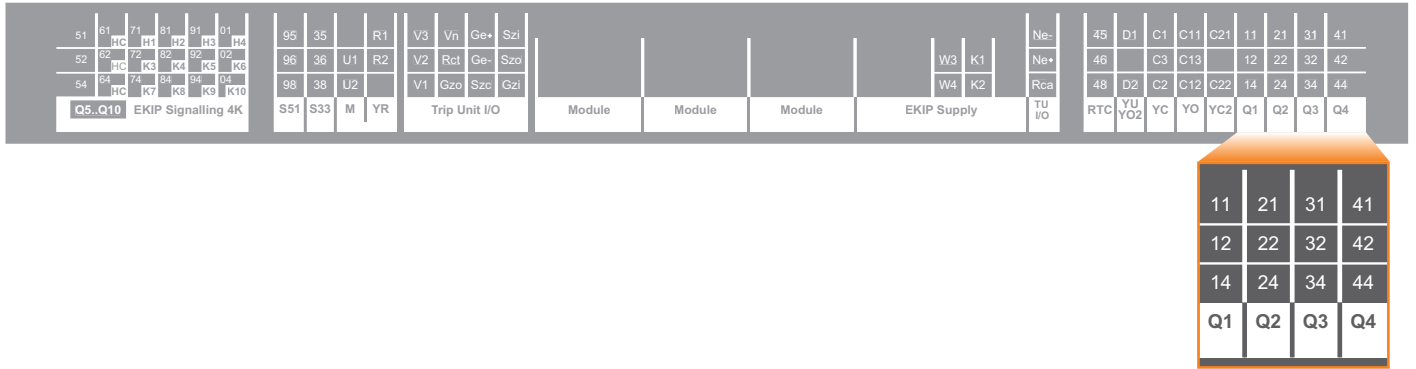 61 71 81 91 01
51 HC H1 H2 H3 H4 95 35 R1 V3 Vn Ge+ Szi Ne- 45 D1 C1 C11 C21 11 21 31 41
62 72 82 92 02
52 HC K3 K4 K5 K6 96 36 U1 R2 V2 Rct Ge- Szo W3 K1 Ne+ 46 C3 C13 12 22 32 42
64 74 84 94 04
54 HC K7 K8 K9 K10 98 38 U2 V1 Gzo Szc Gzi W4 K2 Rca 48 D2 C2 C12 C22 14 24 34 44
Q5..Q10 EKIP Signalling 4K S51 S33 M YR Trip Unit I/O Module Module Module EKIP Supply TU I/O RTC YU YO2 YC YO YC2 Q1 Q2 Q3 Q4
11 21 31 41
12 22 32 42
14 24 34 44
Q1 Q2 Q3 Q4